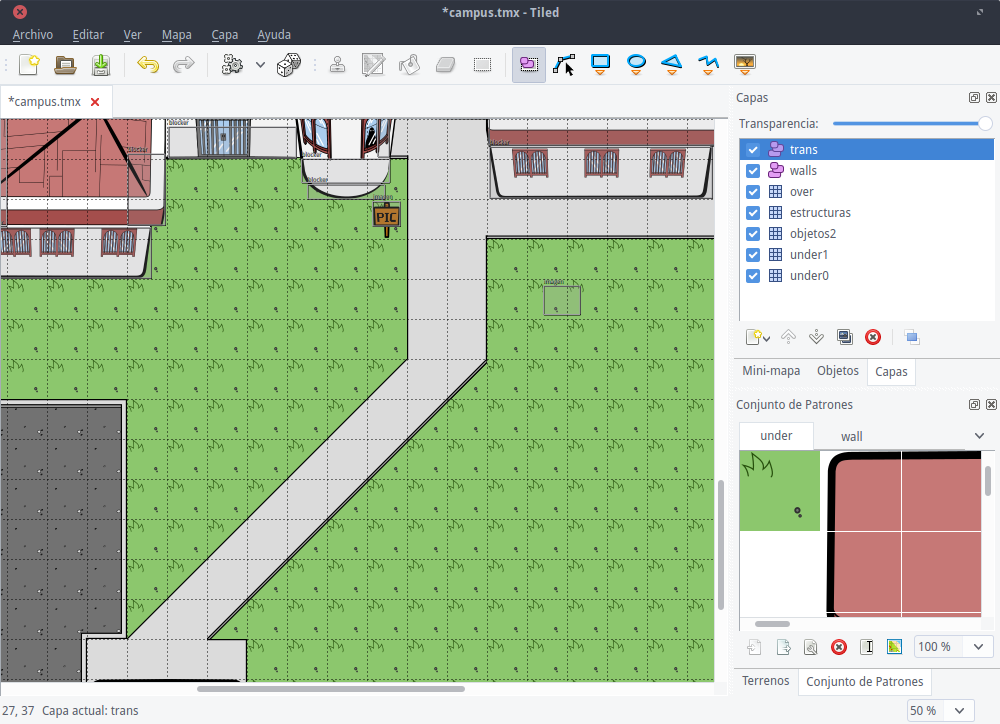 *campus.tmx - Tiled
Archivo Editar Ver Mapa Capa Ayuda
*campus.tmx
blocker
blocker
blocker
blocker
blocker
imagen
PIC
imagen
Capas
Transparencia:
trans
walls
over
estructuras
objetos2
under1
under0
Mini-mapa Objetos Capas
Conjunto de Patrones
under wall
100 %
Terrenos Conjunto de Patrones
27, 37 Capa actual: trans
50 %